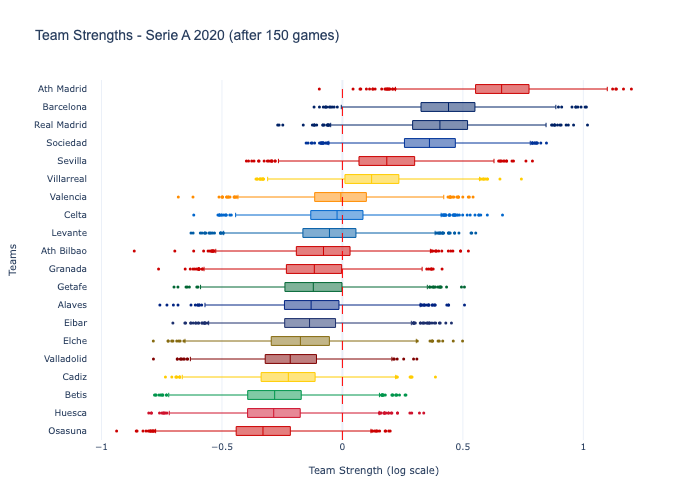 Team Strengths - Serie A 2020 (after 150 games)
Teams
Ath Madrid
Barcelona
Real Madrid
Sociedad
Sevilla
Villarreal
Valencia
Celta
Levante
Ath Bilbao
Granada
Getafe
Alaves
Eibar
Elche
Valladolid
Cadiz
Betis
Huesca
Osasuna
−1 −0.5 0 0.5 1
Team Strength (log scale)